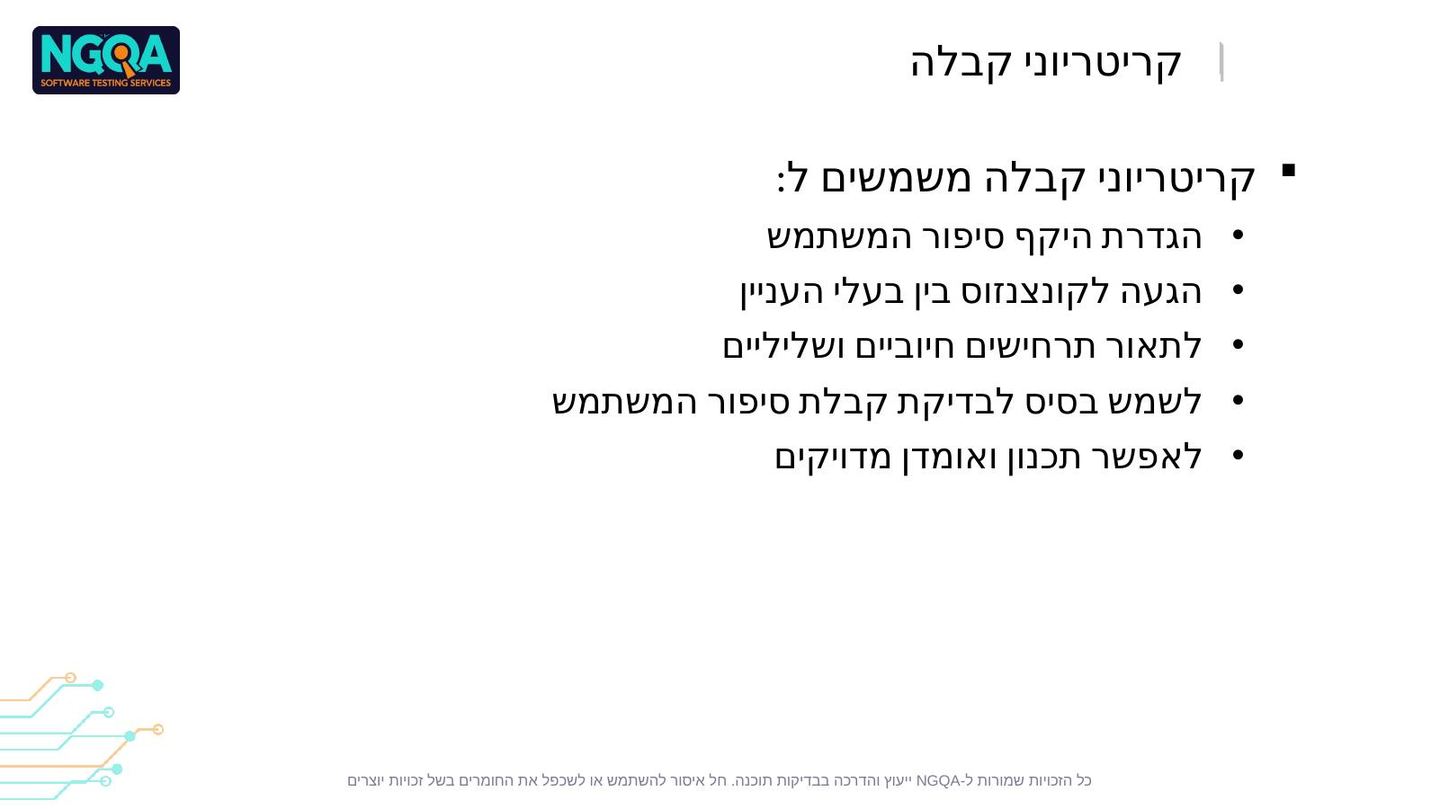 NGQA
SOFTWARE TESTING SERVICES
קריטריוני קבלה
▪ קריטריוני קבלה משמשים ל:
• הגדרת היקף סיפור המשתמש
• הגעה לקונצנזוס בין בעלי העניין
• לתאור תרחישים חיוביים ושליליים
• לשמש בסיס לבדיקת קבלת סיפור המשתמש
• לאפשר תכנון ואומדן מדויקים
כל הזכויות שמורות ל-NGQA ייעוץ והדרכה בבדיקות תוכנה. חל איסור להשתמש או לשכפל את החומרים בשל זכויות יוצרים